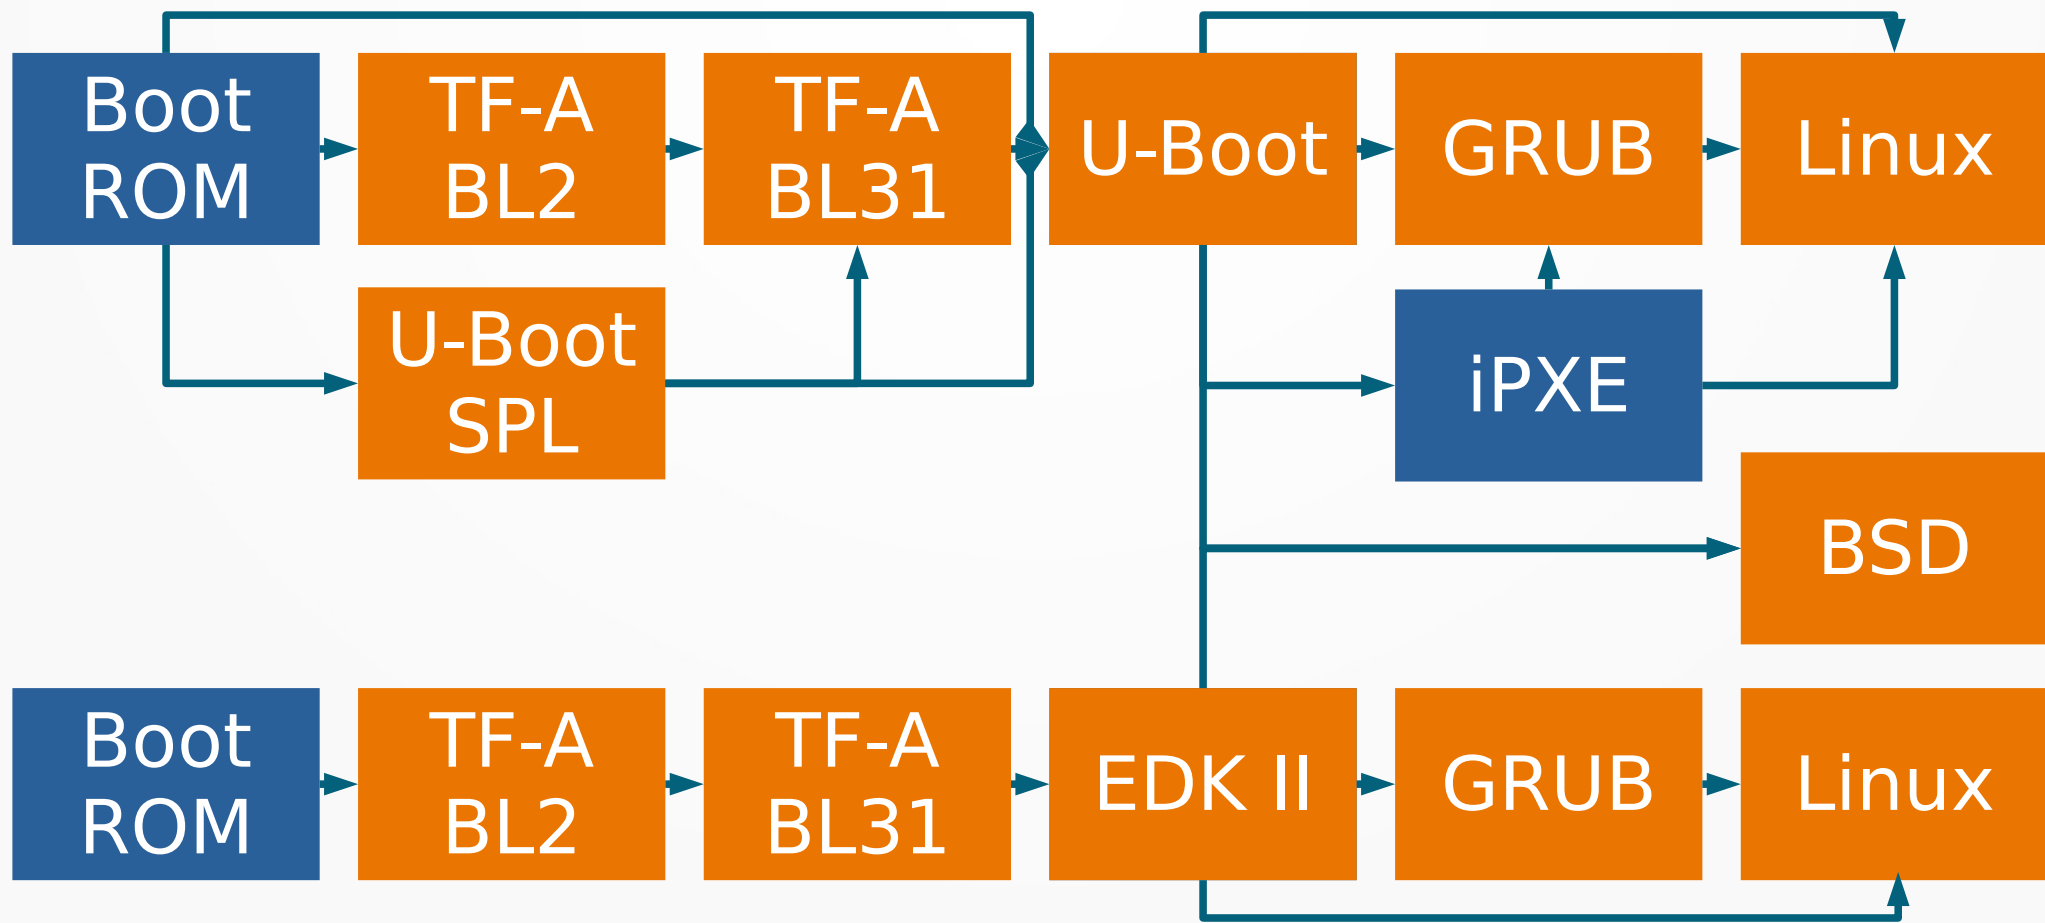 Boot
ROM
TF-A
BL2
TF-A
BL31
U-Boot
GRUB
Linux
U-Boot
SPL
iPXE
BSD
Boot
ROM
TF-A
BL2
TF-A
BL31
EDK II
GRUB
Linux